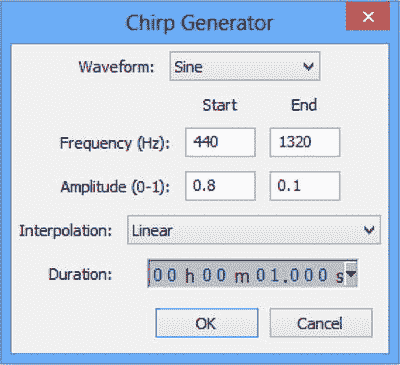 Chirp Generator
Waveform: Sine
Start End
Frequency (Hz): 440 1320
Amplitude (0-1): 0.8 0.1
Interpolation: Linear
Duration: 00 h 00 m 01.000 s
OK Cancel